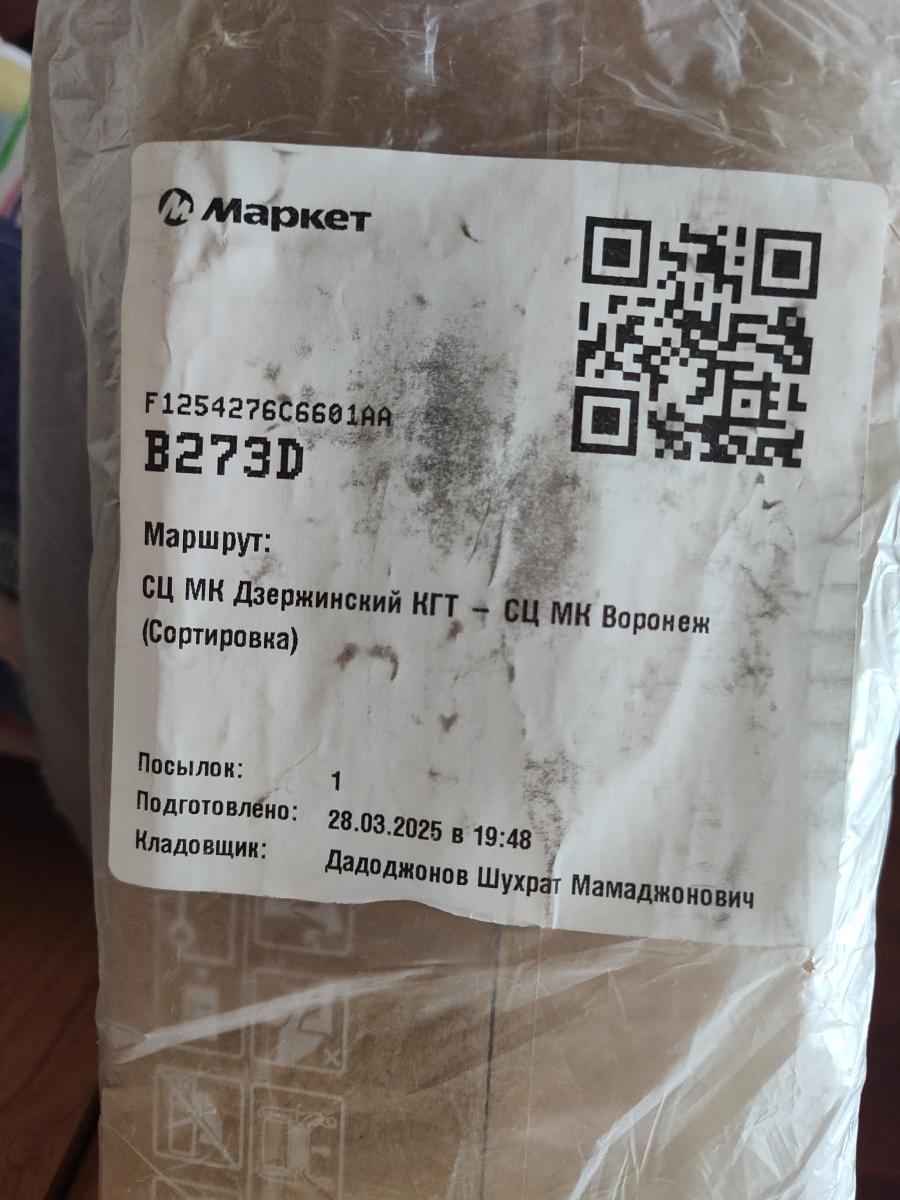 Маркет
F1254276C6601AA
B273D
Маршрут:
СЦ МК Дзержинский КГТ – СЦ МК Воронеж
(Сортировка)
Посылок: 1
Подготовлено: 28.03.2025 в 19:48
Кладовщик: Дадоджонов Шухрат Мамаджонович